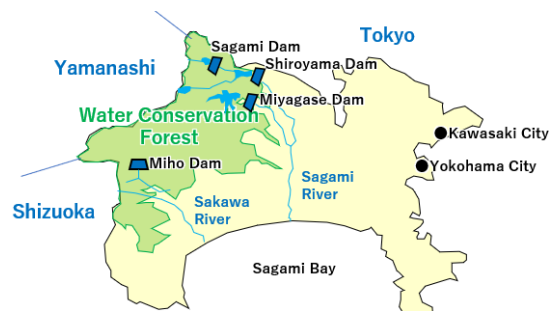 Tokyo
Sagami Dam
Shiroyama Dam
Yamanashi
Miyagase Dam
Water Conservation
Forest
Kawasaki City
Miho Dam
Yokohama City
Sagami
River
Sakawa
River
Shizuoka
Sagami Bay